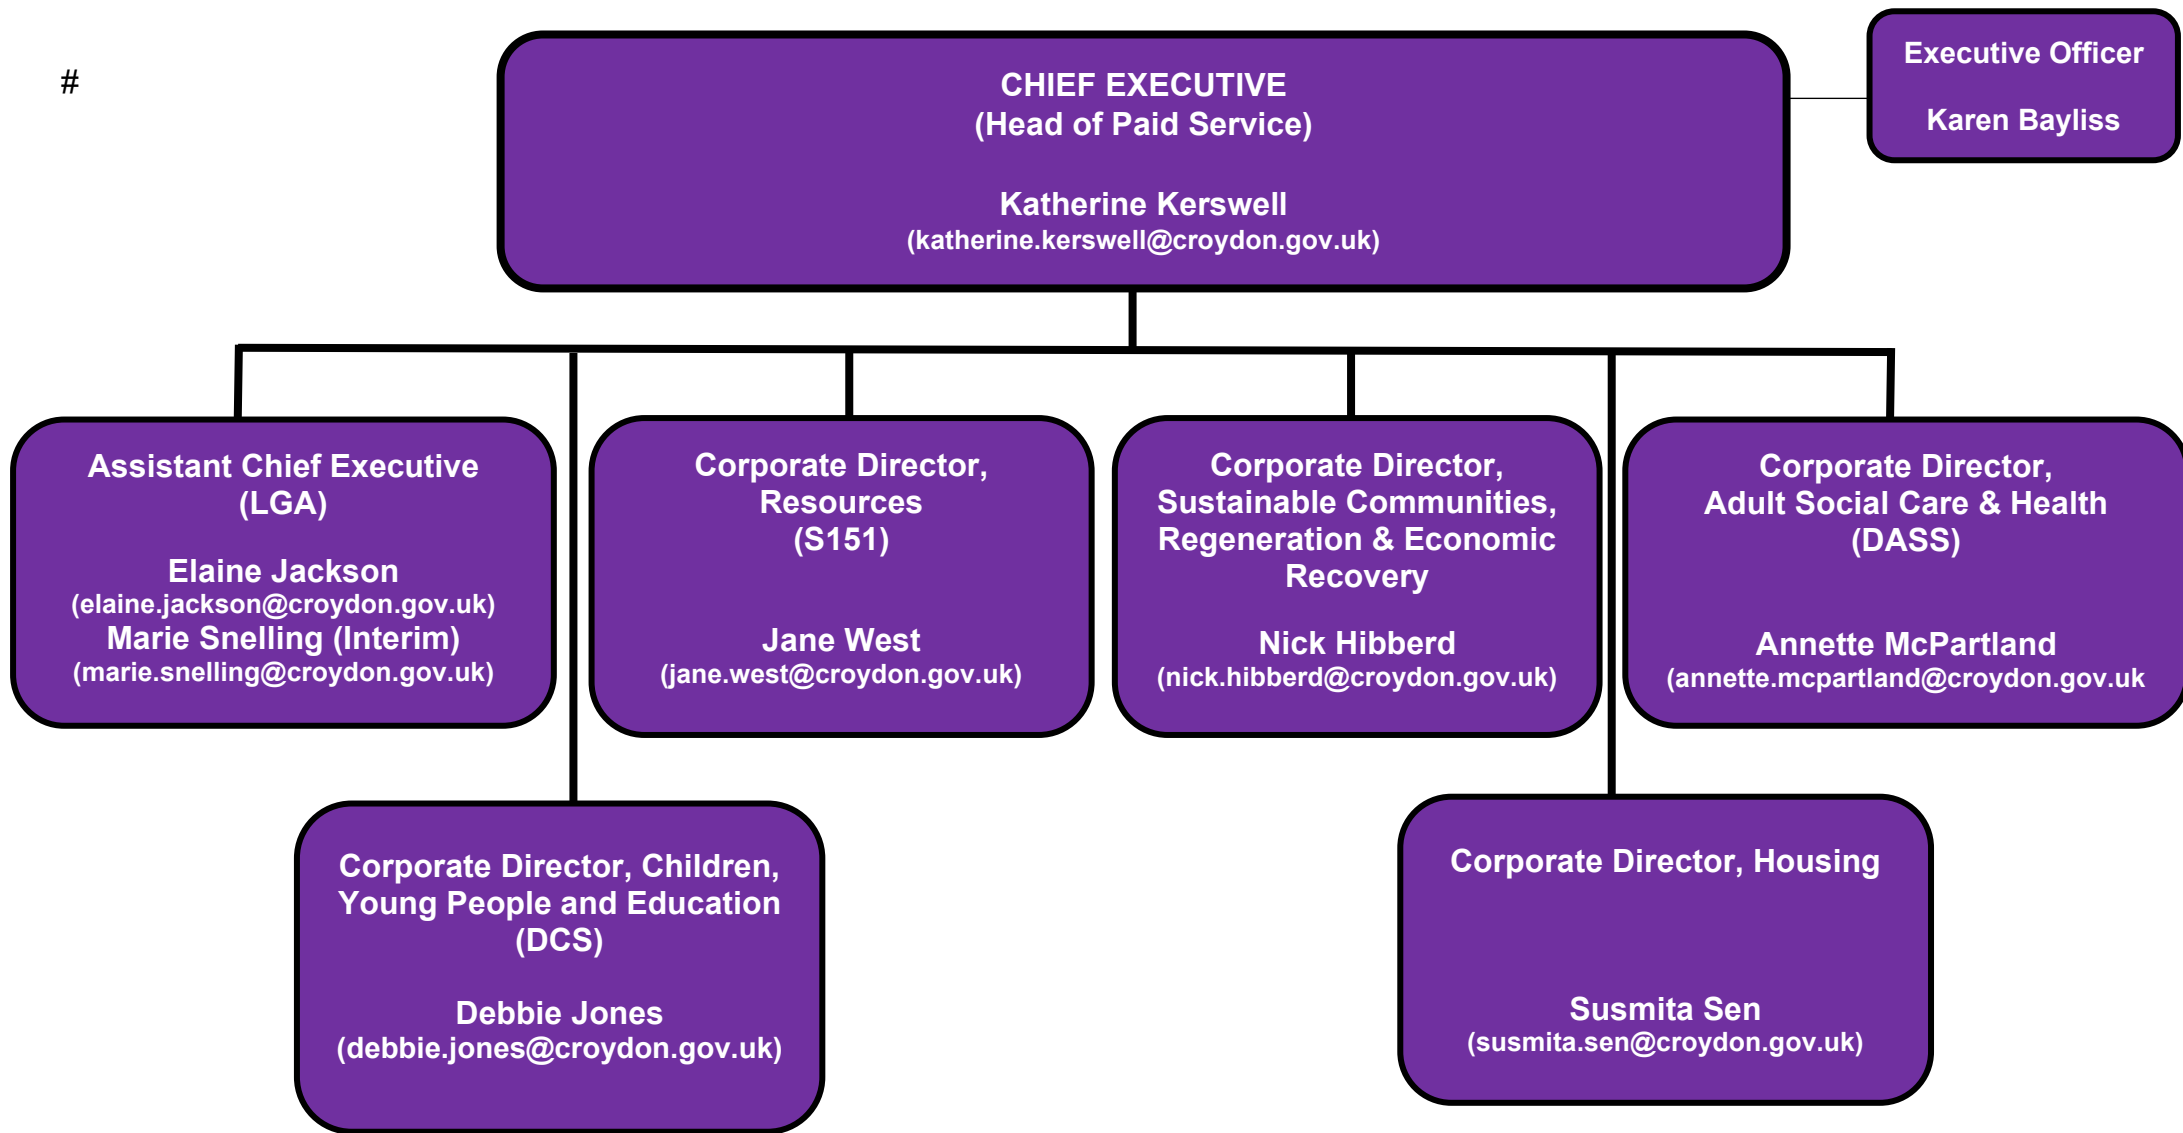 #
CHIEF EXECUTIVE
(Head of Paid Service)
Katherine Kerswell
(katherine.kerswell@croydon.gov.uk)
Executive Officer
Karen Bayliss
Assistant Chief Executive
(LGA)
Elaine Jackson
(elaine.jackson@croydon.gov.uk)
Marie Snelling (Interim)
(marie.snelling@croydon.gov.uk)
Corporate Director,
Resources
(S151)
Jane West
(jane.west@croydon.gov.uk)
Corporate Director,
Sustainable Communities,
Regeneration & Economic
Recovery
Nick Hibberd
(nick.hibberd@croydon.gov.uk)
Corporate Director,
Adult Social Care & Health
(DASS)
Annette McPartland
(annette.mcpartland@croydon.gov.uk
Corporate Director, Children,
Young People and Education
(DCS)
Debbie Jones
(debbie.jones@croydon.gov.uk)
Corporate Director, Housing
Susmita Sen
(susmita.sen@croydon.gov.uk)